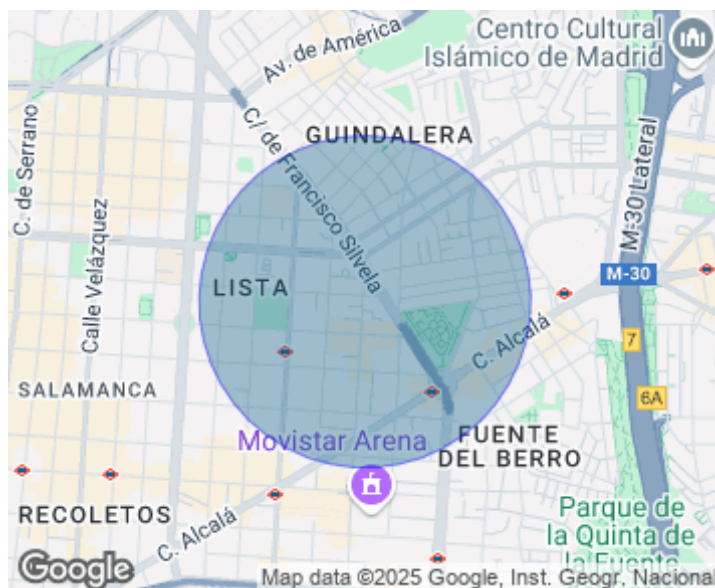 Centro Cultural
Islámico de Madrid
Av. de América
C/ de Francisco Silvela
GUINDALERA
C. de Serrano
Calle Velázquez
M-30 Lateral
M-30
LISTA
7
C. Alcalá
6A
SALAMANCA
Movistar Arena
FUENTE
DEL BERRO
RECOLETOS
C. Alcalá
Parque de
la Quinta de
la Fuente
Google
Map data ©2025 Google, Inst. Geogr. Nacional